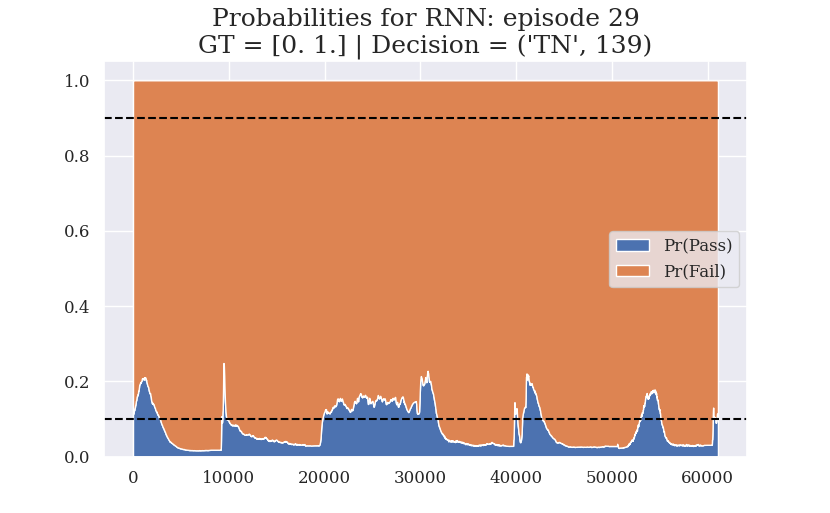 Probabilities for RNN: episode 29
GT = [0. 1.] | Decision = ('TN', 139)
1.0
0.8
0.6
0.4
0.2
0.0
Pr(Pass)
Pr(Fail)
0 10000 20000 30000 40000 50000 60000